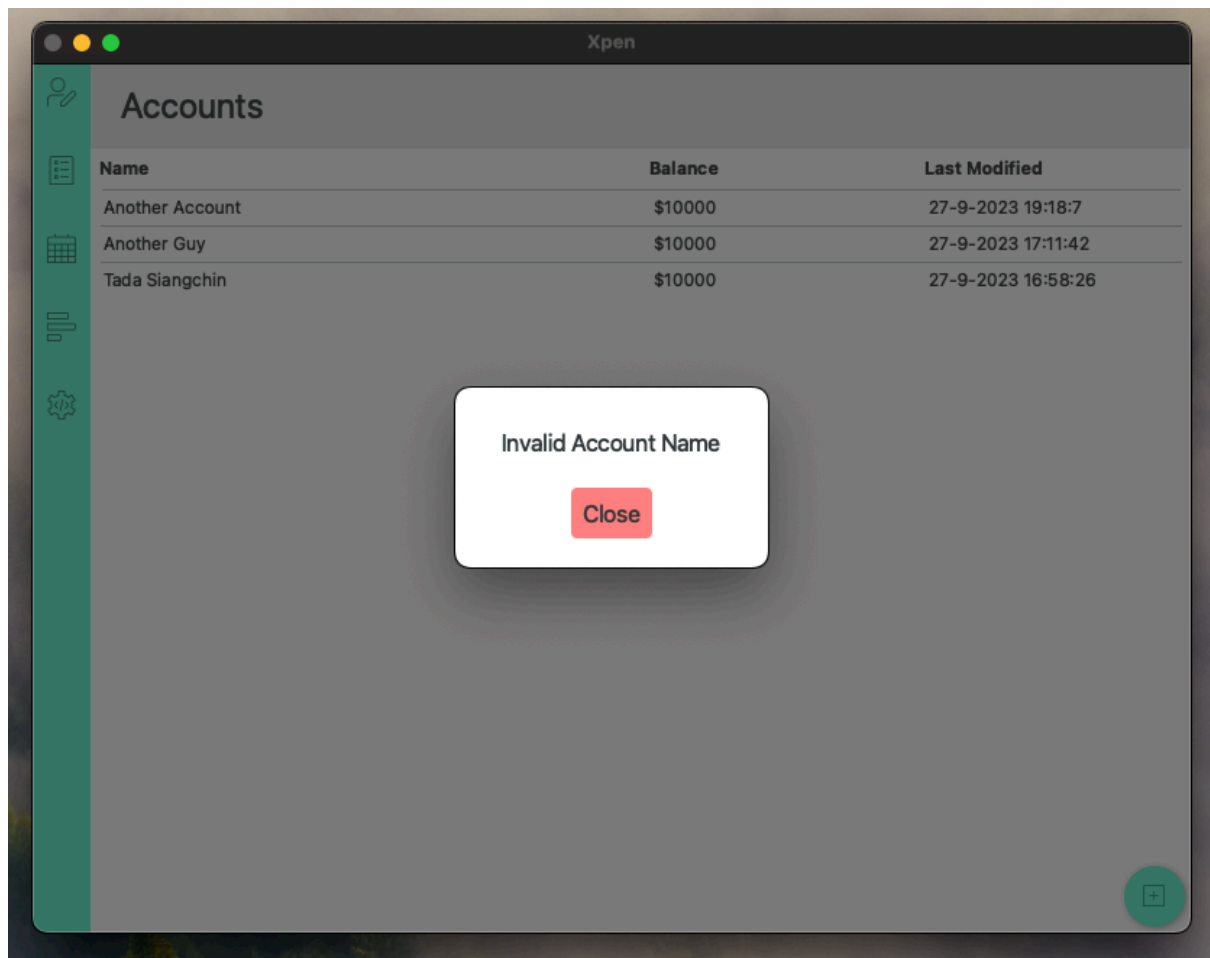 Xpen
Accounts
Name Balance Last Modified
Another Account $10000 27-9-2023 19:18:7
Another Guy $10000 27-9-2023 17:11:42
Tada Siangchin $10000 27-9-2023 16:58:26
Invalid Account Name
Close